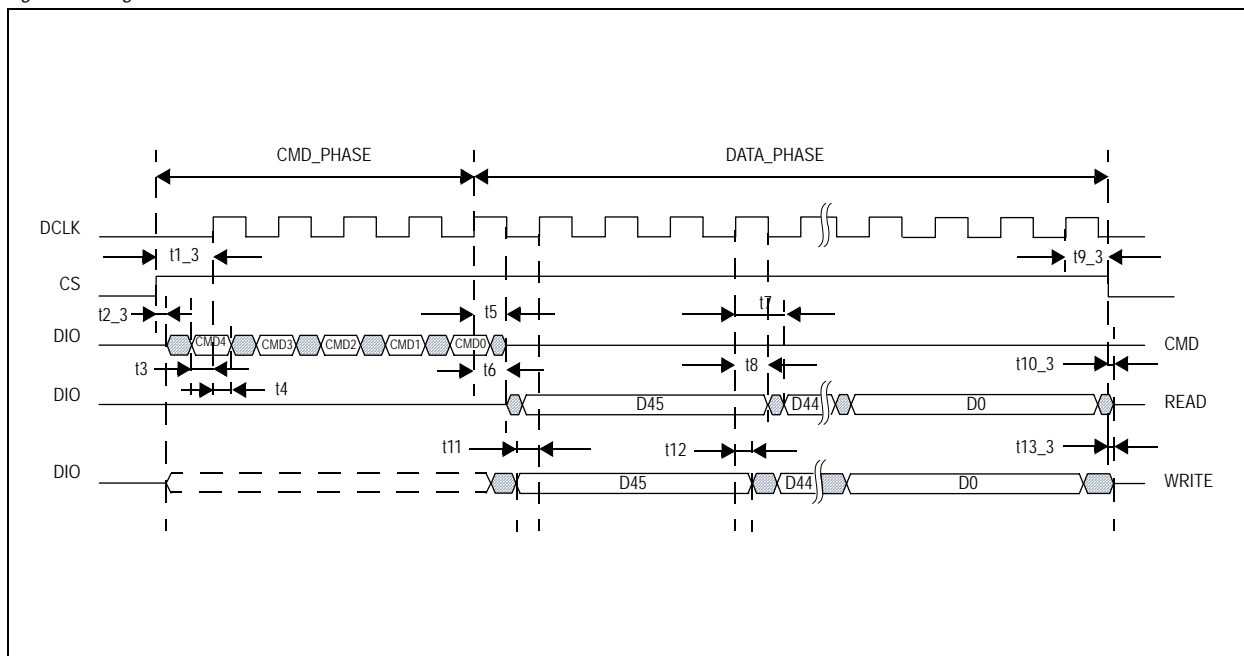 CMD_PHASE DATA_PHASE
DCLK
t1_3 t9_3
CS
t2_3 t5 t7
DIO CMD4 CMD3 CMD2 CMD1 CMD0 CMD
t3 t6 t8 t10_3
t4
DIO D45 D44 D0 READ
t11 t12 t13_3
DIO D45 D44 D0 WRITE